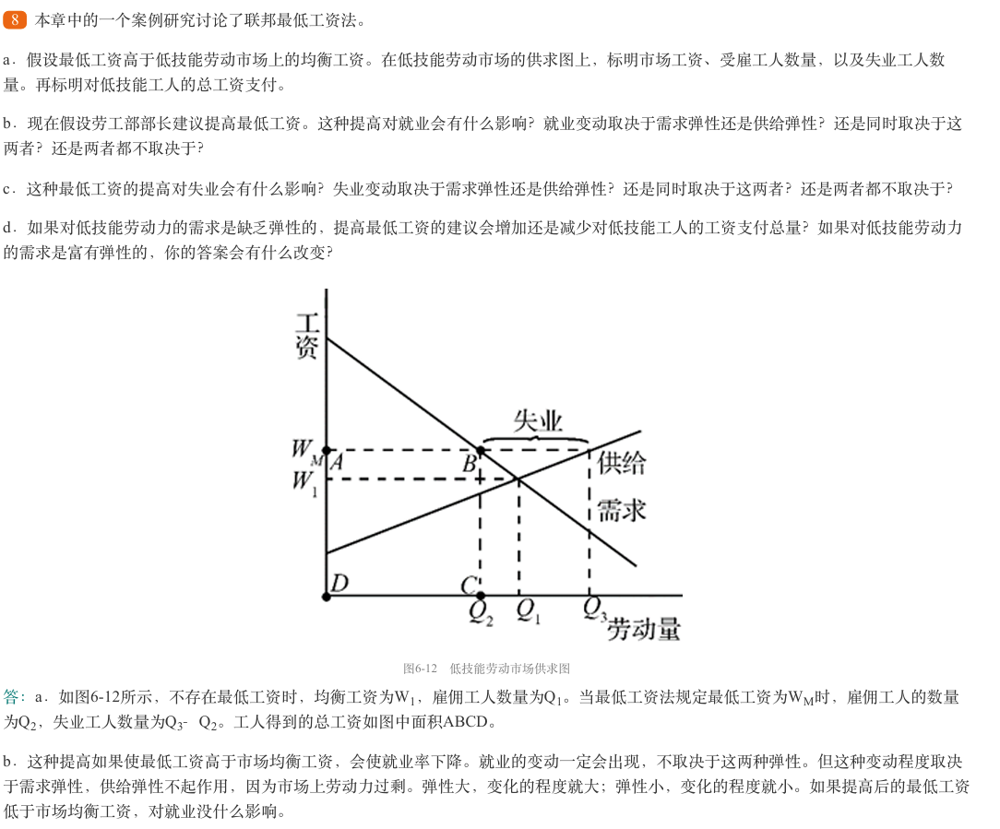 8 本章中的一个案例研究讨论了联邦最低工资法。
a．假设最低工资高于低技能劳动市场上的均衡工资。在低技能劳动市场的供求图上，标明市场工资、受雇工人数量，以及失业工人数
量。再标明对低技能工人的总工资支付。
b．现在假设劳工部部长建议提高最低工资。这种提高对就业会有什么影响？就业变动取决于需求弹性还是供给弹性？还是同时取决于这
两者？还是两者都不取决于？
c．这种最低工资的提高对失业会有什么影响？失业变动取决于需求弹性还是供给弹性？还是同时取决于这两者？还是两者都不取决于？
d．如果对低技能劳动力的需求是缺乏弹性的，提高最低工资的建议会增加还是减少对低技能工人的工资支付总量？如果对低技能劳动力
的需求是富有弹性的，你的答案会有什么改变？
工
资
失业
W_M A
B
供给
W_1
需求
D
C
Q_2 Q_1 Q_3
劳动量
图6-12 低技能劳动市场供求图
答：a．如图6-12所示，不存在最低工资时，均衡工资为W₁，雇佣工人数量为Q₁。当最低工资法规定最低工资为W_M时，雇佣工人的数量
为Q₂，失业工人数量为Q₃- Q₂。工人得到的总工资如图中面积ABCD。
b．这种提高如果使最低工资高于市场均衡工资，会使就业率下降。就业的变动一定会出现，不取决于这两种弹性。但这种变动程度取决
于需求弹性，供给弹性不起作用，因为市场上劳动力过剩。弹性大，变化的程度就大；弹性小，变化的程度就小。如果提高后的最低工资
低于市场均衡工资，对就业没什么影响。